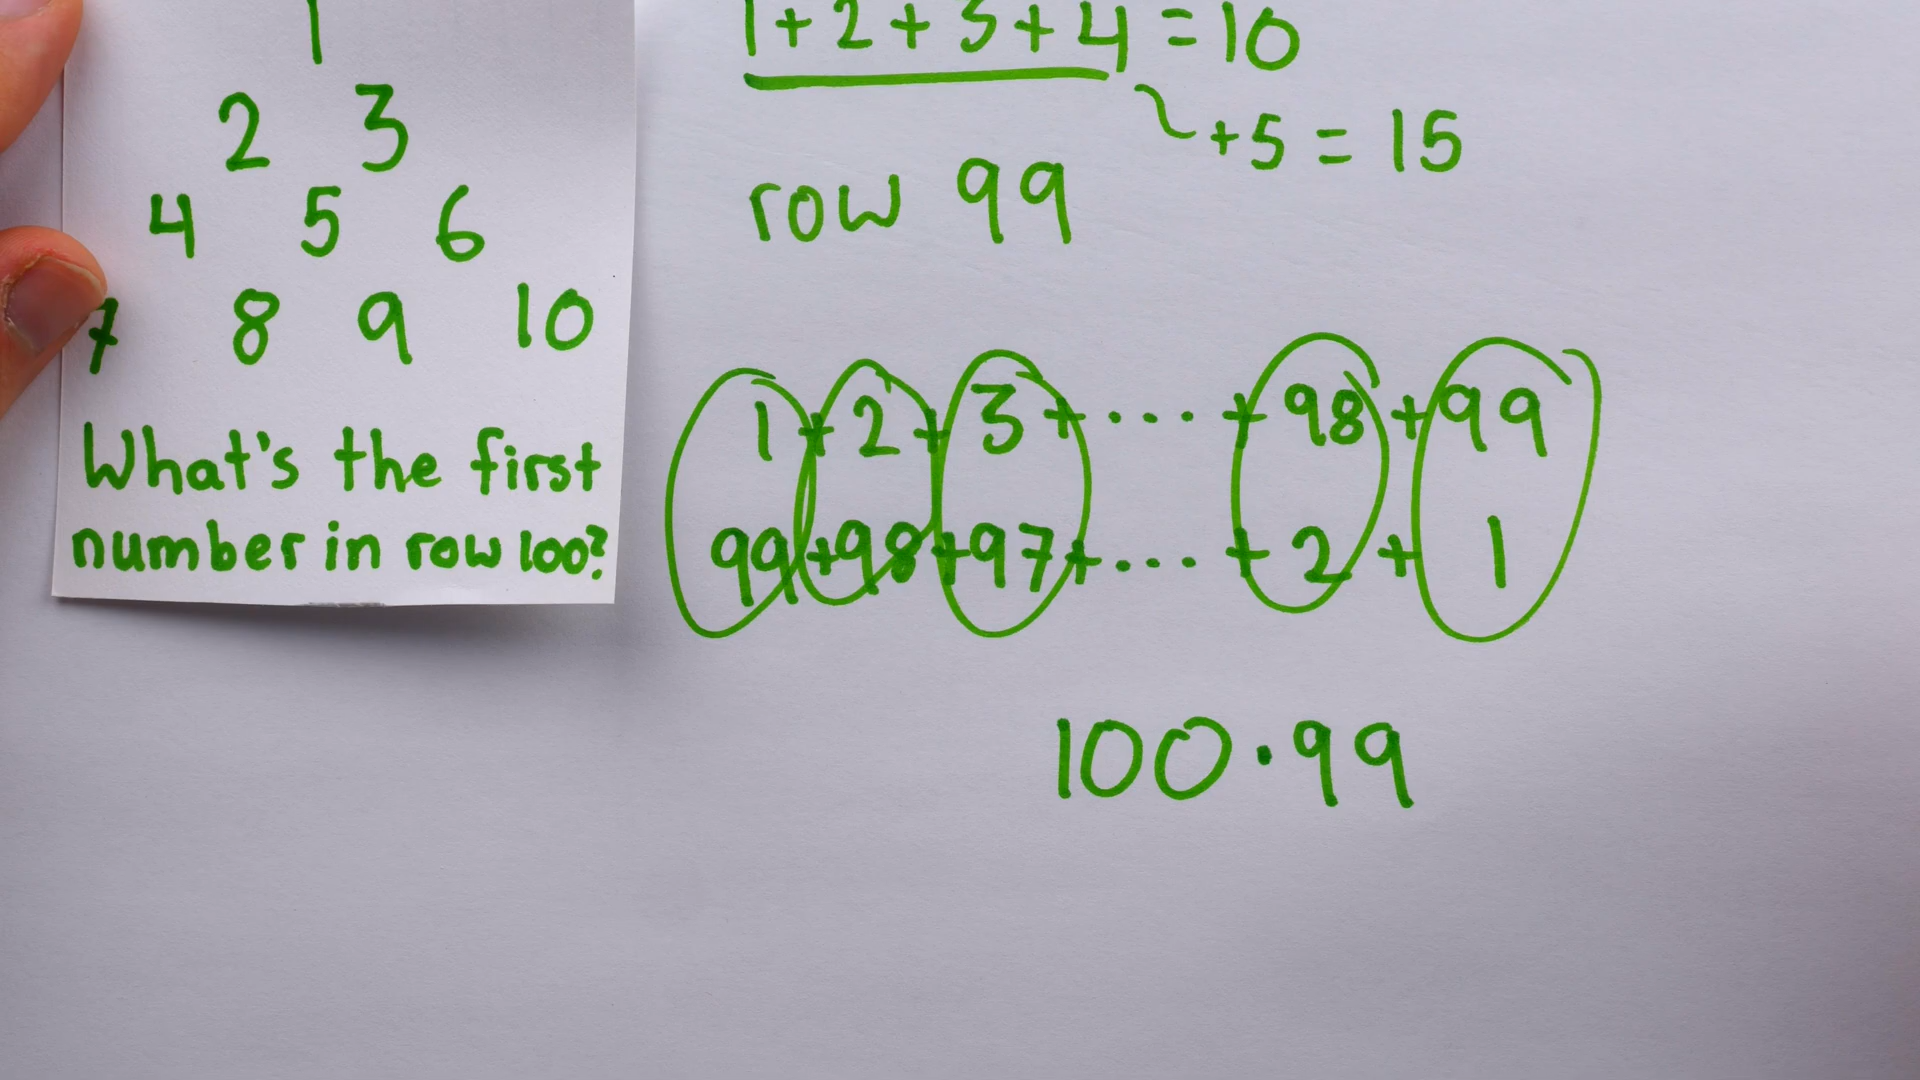 1
2 3
4 5 6
7 8 9 10
What's the first
number in row 100?
1+2+3+4=10
+5=15
row 99
1+2+3+...+98+99
99+98+97+...+2+1
100·99